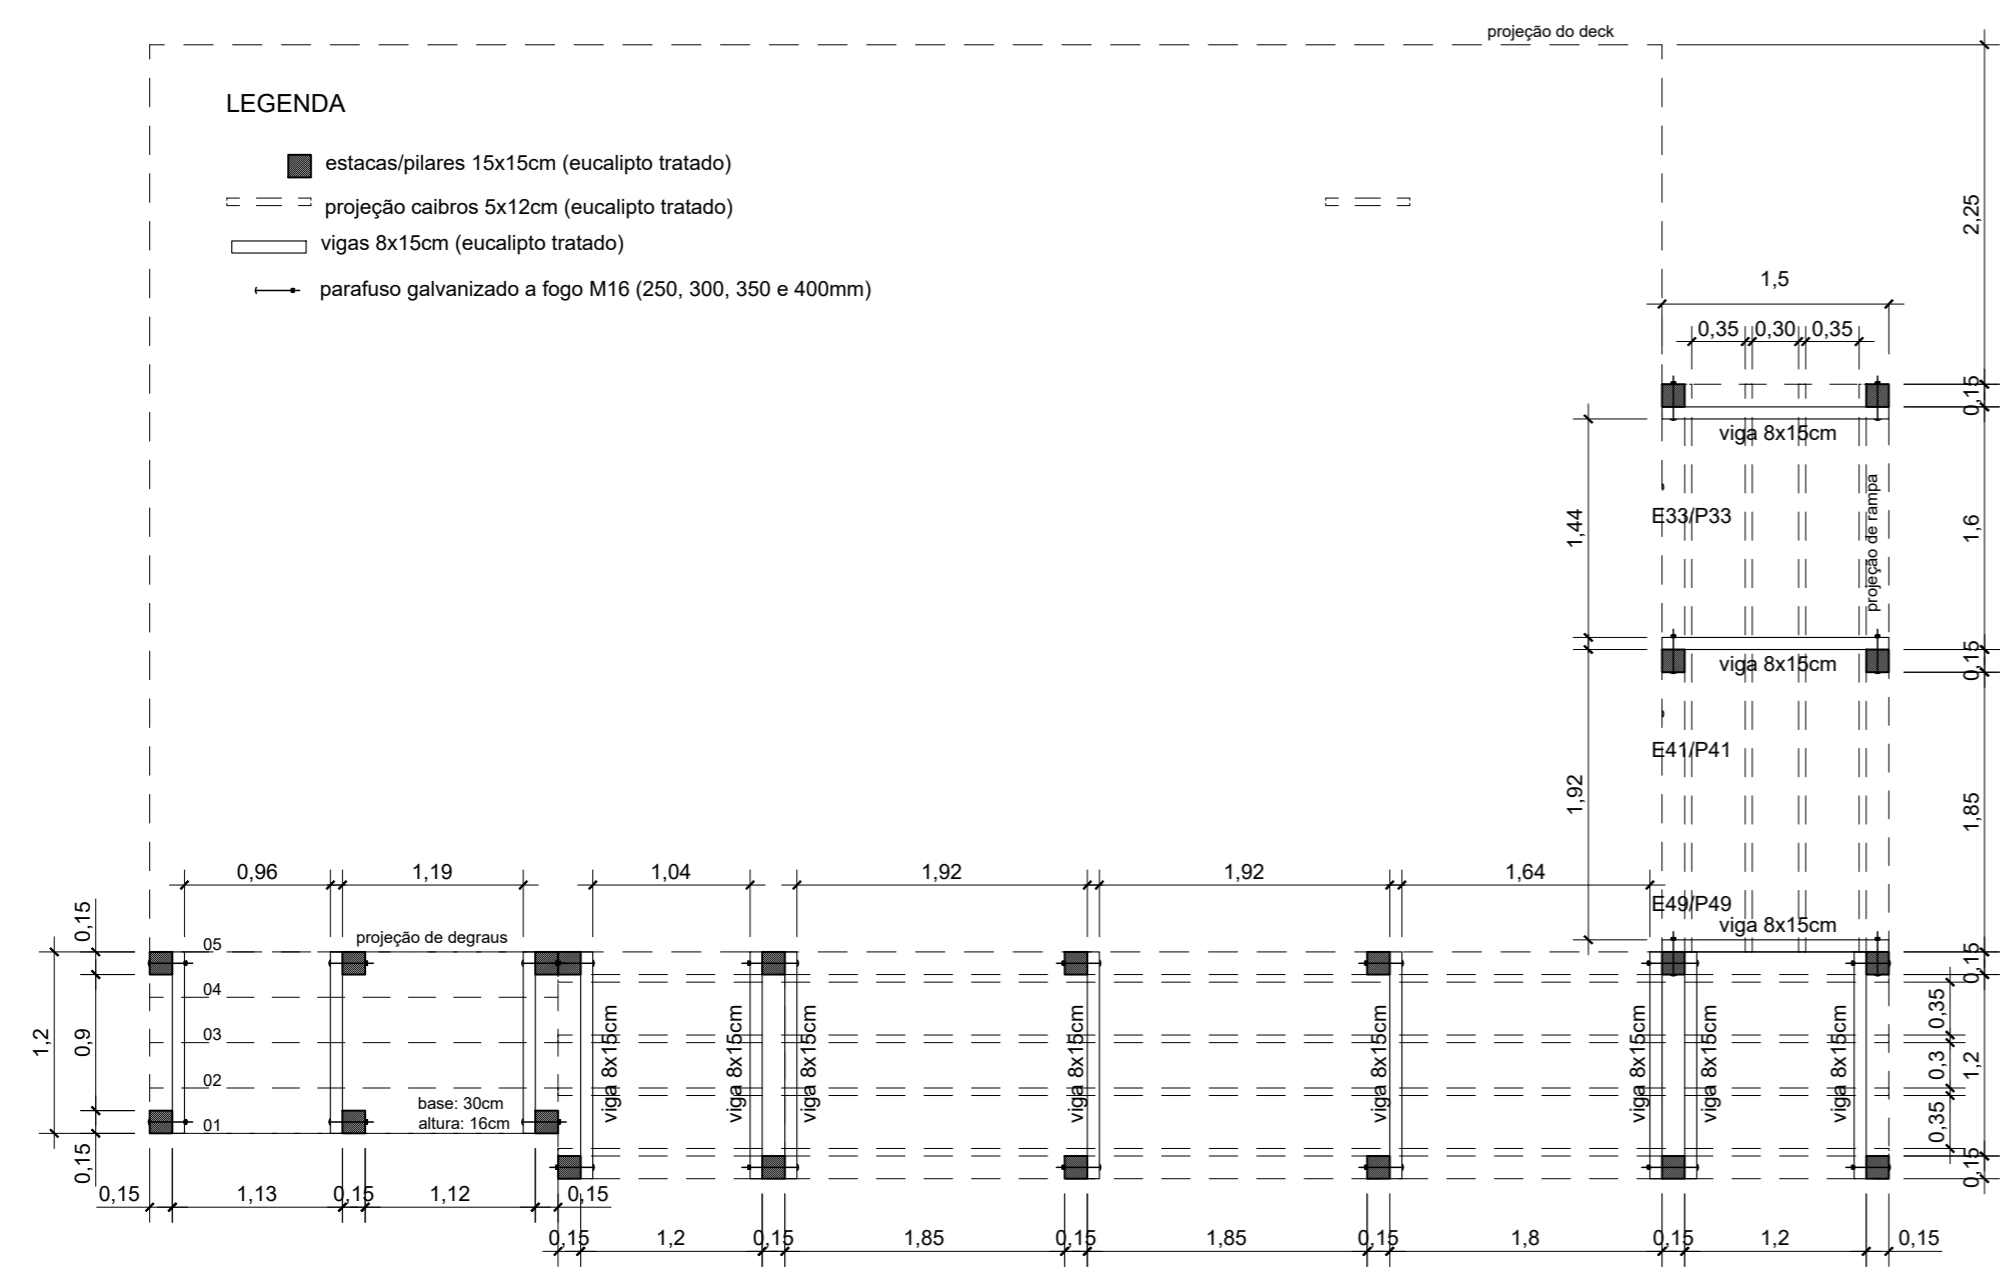 projeção do deck
LEGENDA
estacas/pilares 15x15cm (eucalipto tratado)
projeção caibros 5x12cm (eucalipto tratado)
vigas 8x15cm (eucalipto tratado)
parafuso galvanizado a fogo M16 (250, 300, 350 e 400mm)
2,25
1,5
0,35 0,30 0,35
0,15
viga 8x15cm
1,44
E33/P33
projeção de rampa
1,6
viga 8x15cm
0,15
E41/P41
1,92
1,85
0,96 1,19 1,04 1,92 1,92 1,64
E49/P49
viga 8x15cm
0,15
projeção de degraus
05
04
03
02
01
0,15
1,2
0,9
0,15
base: 30cm
altura: 16cm
viga 8x15cm
viga 8x15cm
viga 8x15cm
viga 8x15cm
viga 8x15cm
viga 8x15cm
viga 8x15cm
viga 8x15cm
0,15
0,35
0,3
1,2
0,35
0,15
0,15 1,13 0,15 1,12 0,15
0,15 1,2 0,15 1,85 0,15 1,85 0,15 1,8 0,15 1,2 0,15